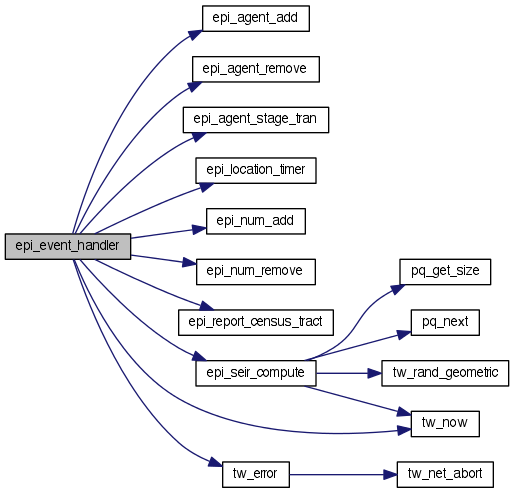 epi_agent_add
epi_agent_remove
epi_agent_stage_tran
epi_location_timer
epi_event_handler
epi_num_add
epi_num_remove
epi_report_census_tract
epi_seir_compute
tw_error
pq_get_size
pq_next
tw_rand_geometric
tw_now
tw_net_abort